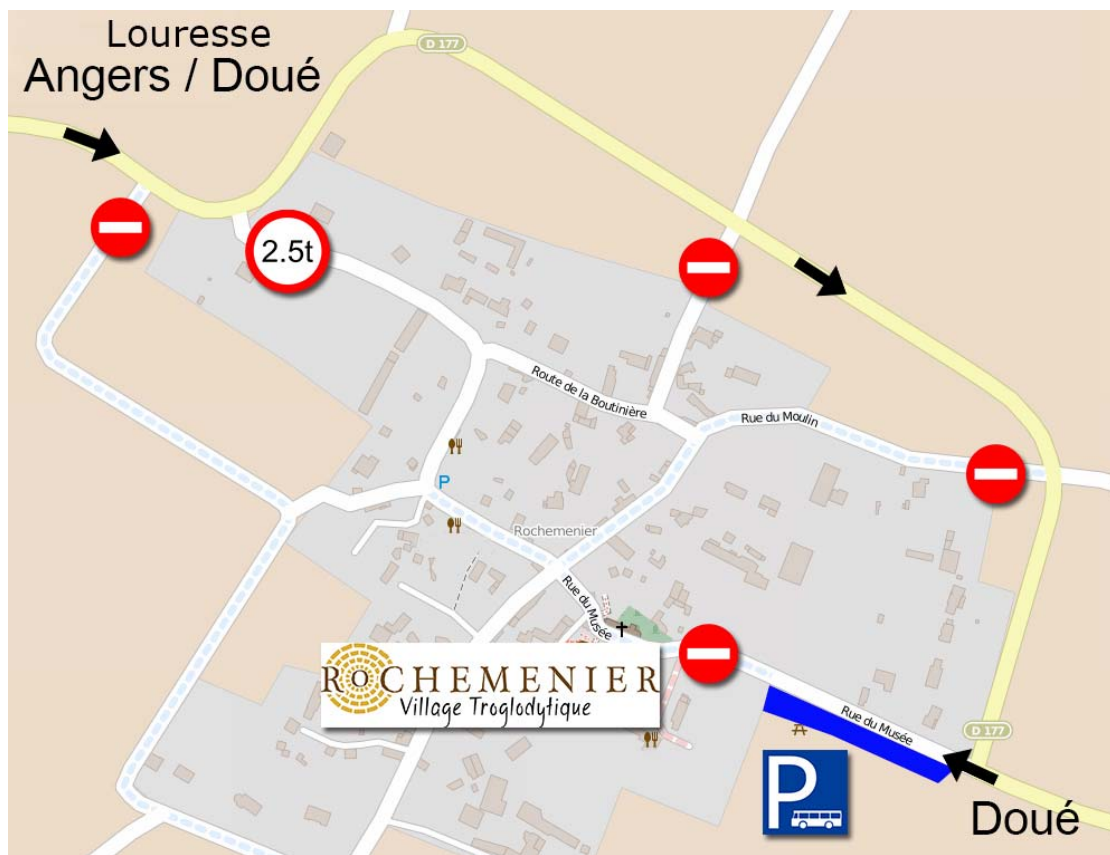 Louresse
Angers / Doué
D 177
2.5t
Route de la Boutinière
Rue du Moulin
P
Rochemenier
Rue du Musée
ROCHEMENIER
Village Troglodytique
Rue du Musée
D 177
P
Doué